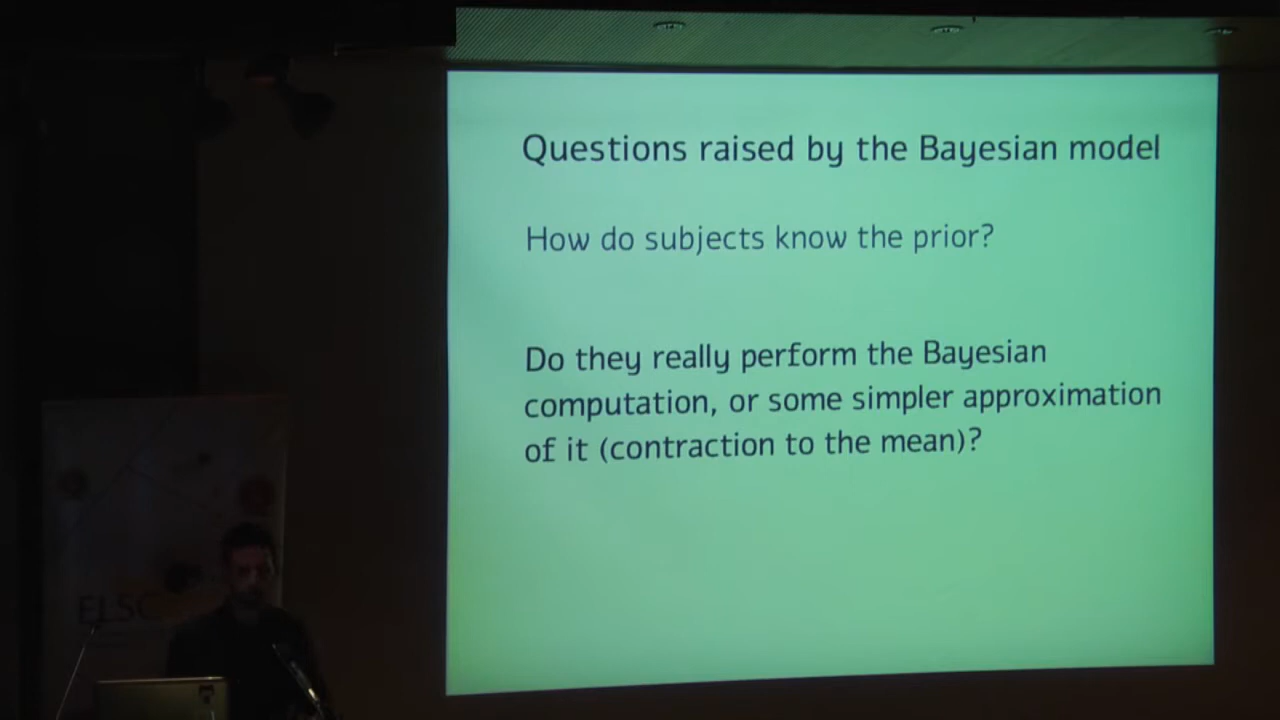 Questions raised by the Bayesian model
How do subjects know the prior?
Do they really perform the Bayesian
computation, or some simpler approximation
of it (contraction to the mean)?
ELSC